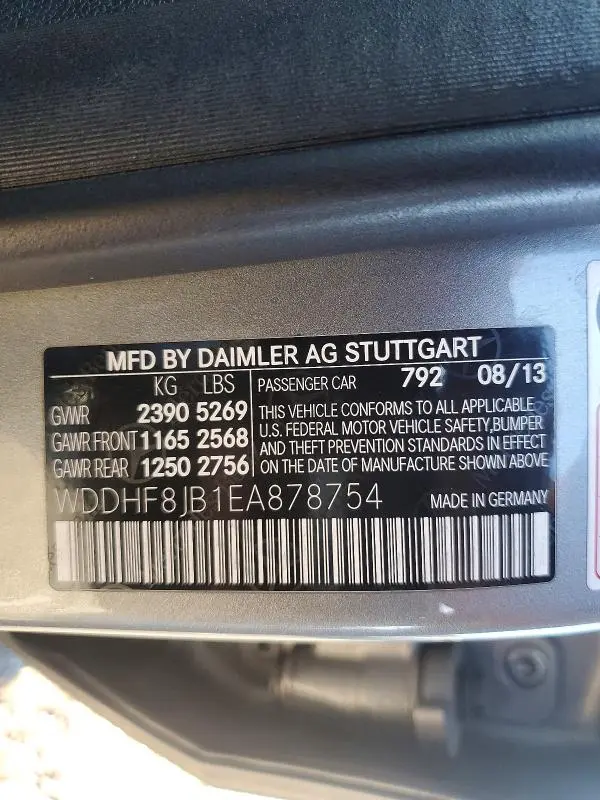 MFD BY DAIMLER AG STUTTGART
KG LBS PASSENGER CAR 792 08/13
GVWR 2390 5269 THIS VEHICLE CONFORMS TO ALL APPLICABLE
U.S. FEDERAL MOTOR VEHICLE SAFETY,BUMPER
GAWR FRONT 1165 2568 AND THEFT PREVENTION STANDARDS IN EFFECT
GAWR REAR 1250 2756 ON THE DATE OF MANUFACTURE SHOWN ABOVE.
WDDHF8JB1EA878754 MADE IN GERMANY